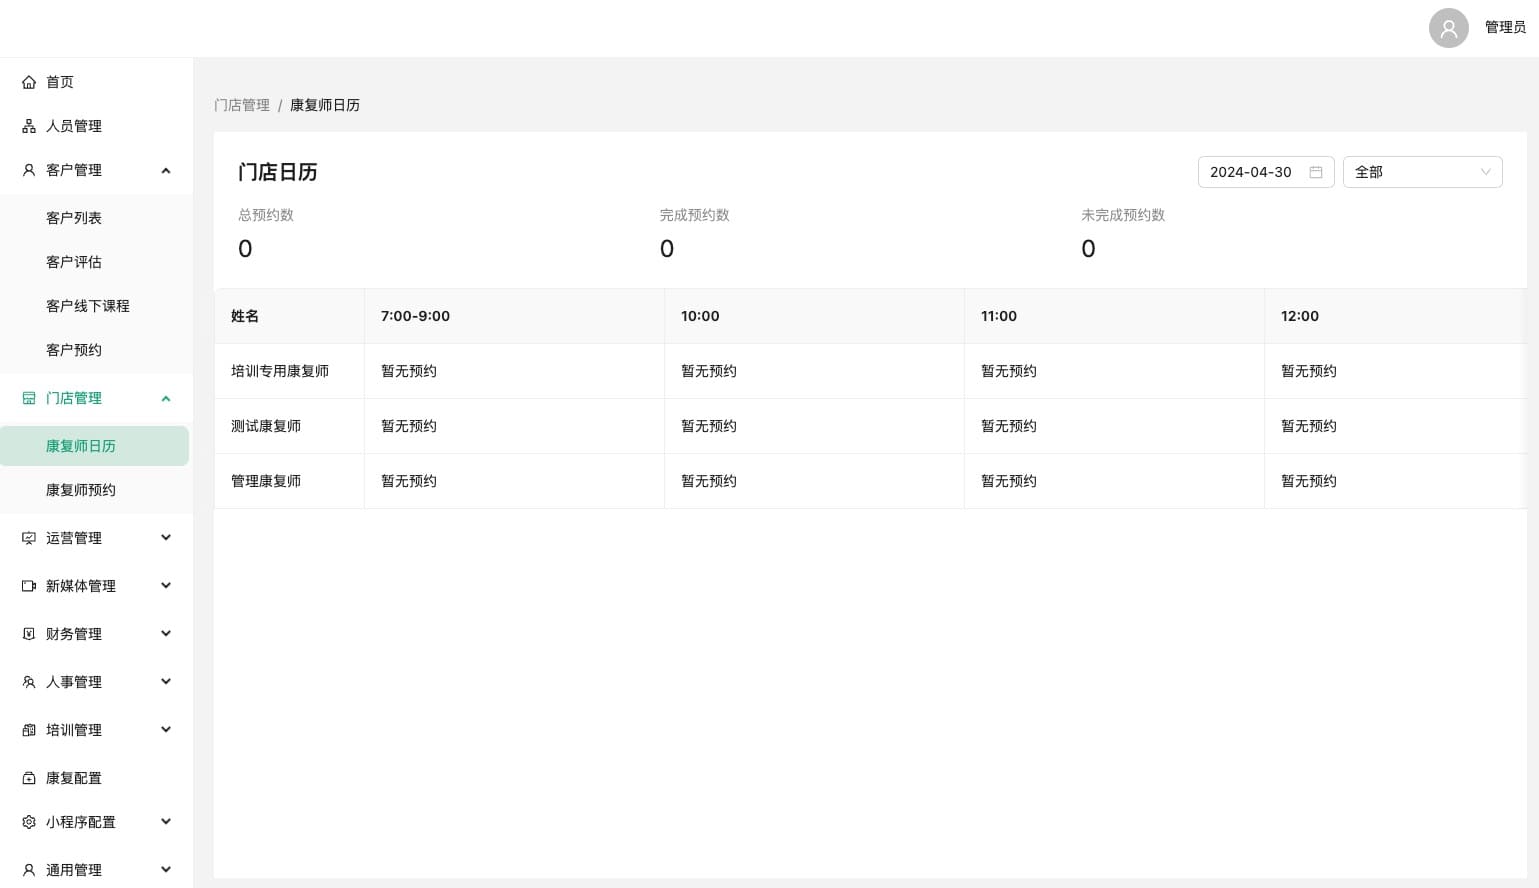 管理员
首页
人员管理
客户管理
客户列表
客户评估
客户线下课程
客户预约
门店管理
康复师日历
康复师预约
运营管理
新媒体管理
财务管理
人事管理
培训管理
康复配置
小程序配置
通用管理
门店管理 / 康复师日历
门店日历
2024-04-30 全部
总预约数 完成预约数 未完成预约数
0 0 0
姓名 7:00-9:00 10:00 11:00 12:00
培训专用康复师 暂无预约 暂无预约 暂无预约 暂无预约
测试康复师 暂无预约 暂无预约 暂无预约 暂无预约
管理康复师 暂无预约 暂无预约 暂无预约 暂无预约